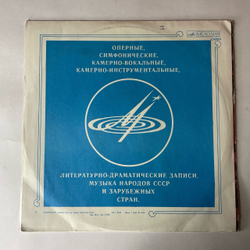 ОПЕРНЫЕ,
СИМФОНИЧЕСКИЕ,
КАМЕРНО-ВОКАЛЬНЫЕ,
КАМЕРНО-ИНСТРУМЕНТАЛЬНЫЕ,
ЛИТЕРАТУРНО-ДРАМАТИЧЕСКИЕ ЗАПИСИ,
МУЗЫКА НАРОДОВ СССР
И ЗАРУБЕЖНЫХ
СТРАН.